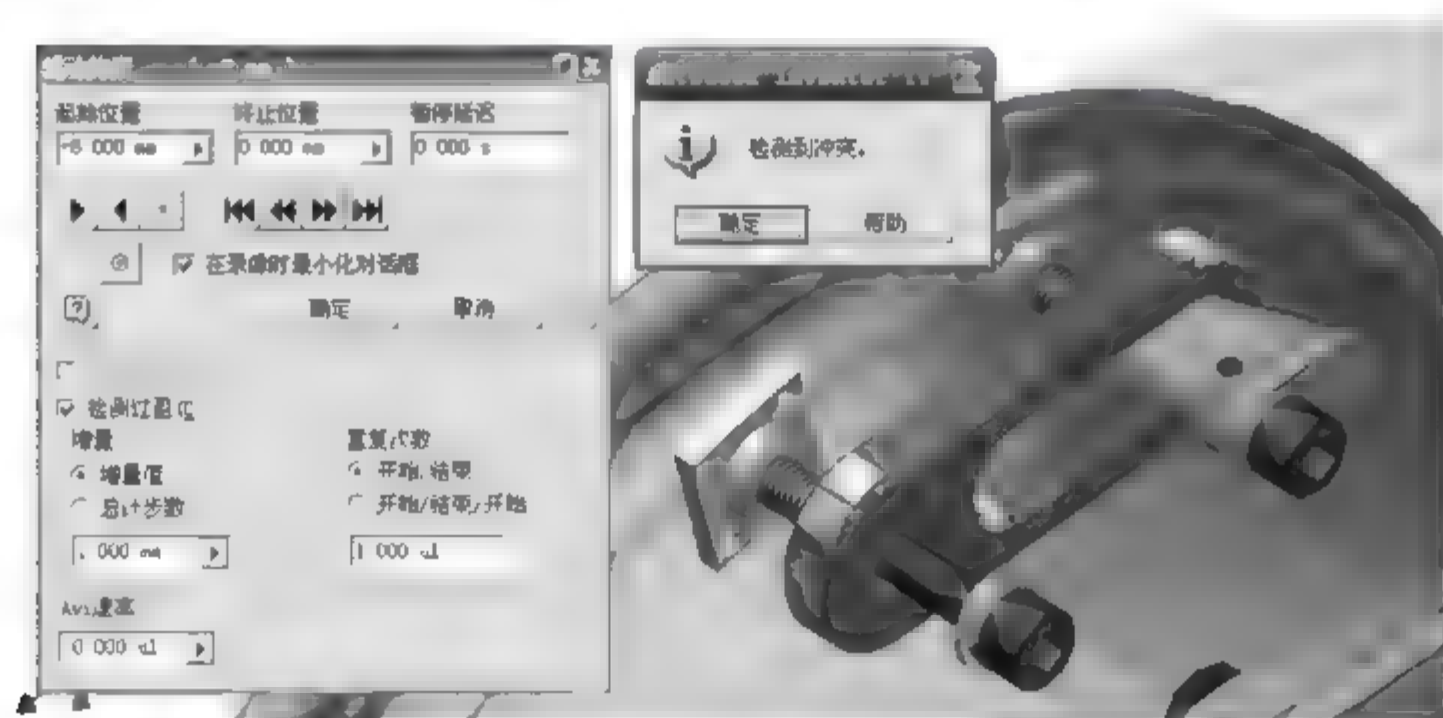 起始位置 终止位置 暂停延迟
000 mm 0 000 mm 0 000 s
在录像时最小化对话框
? 确定 取消
检测过盈
增量 重复次数
增量值 开始/结束
总计步数 开始/结束/开始
000 mm 1 000 ul
Avi速率
0 000 ul
检测到冲突。
确定 帮助